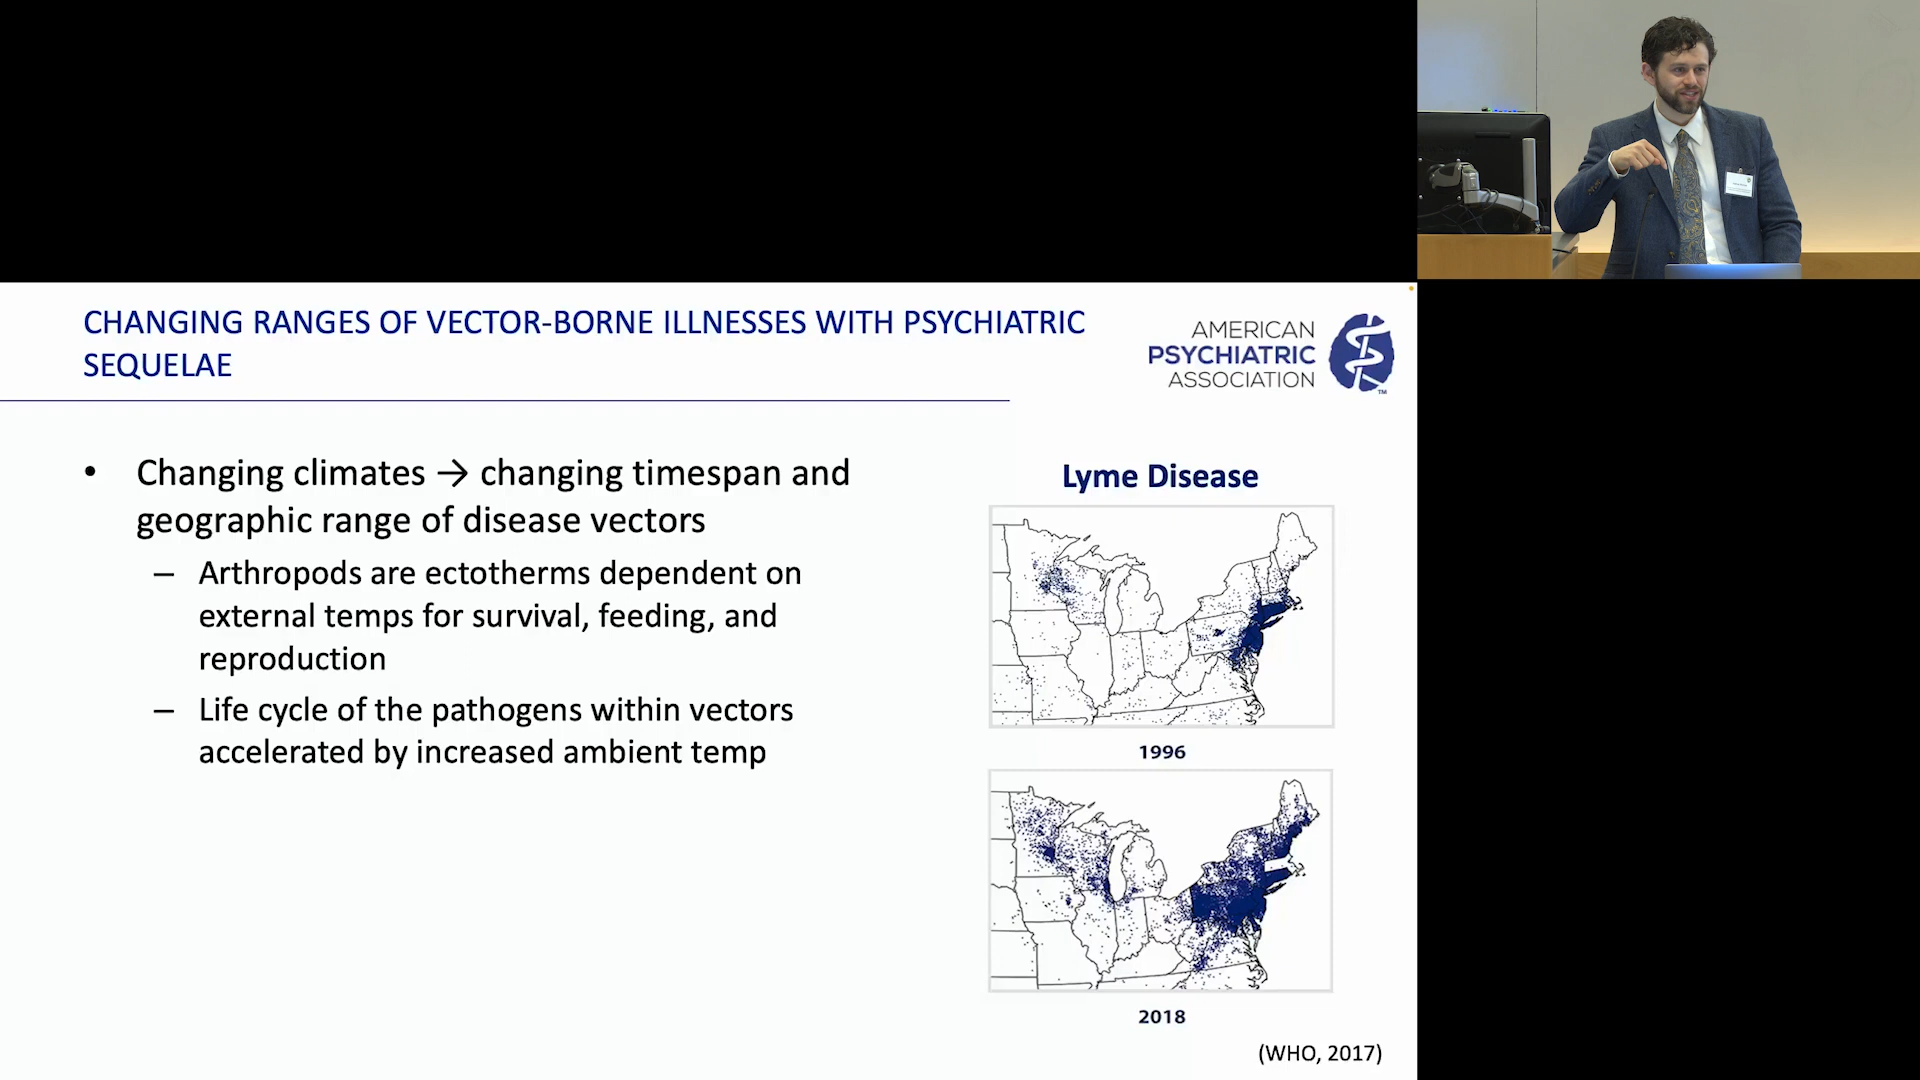 CHANGING RANGES OF VECTOR-BORNE ILLNESSES WITH PSYCHIATRIC
SEQUELAE
AMERICAN
PSYCHIATRIC
ASSOCIATION
TM
• Changing climates → changing timespan and
geographic range of disease vectors
– Arthropods are ectotherms dependent on
external temps for survival, feeding, and
reproduction
– Life cycle of the pathogens within vectors
accelerated by increased ambient temp
Lyme Disease
1996
2018
(WHO, 2017)